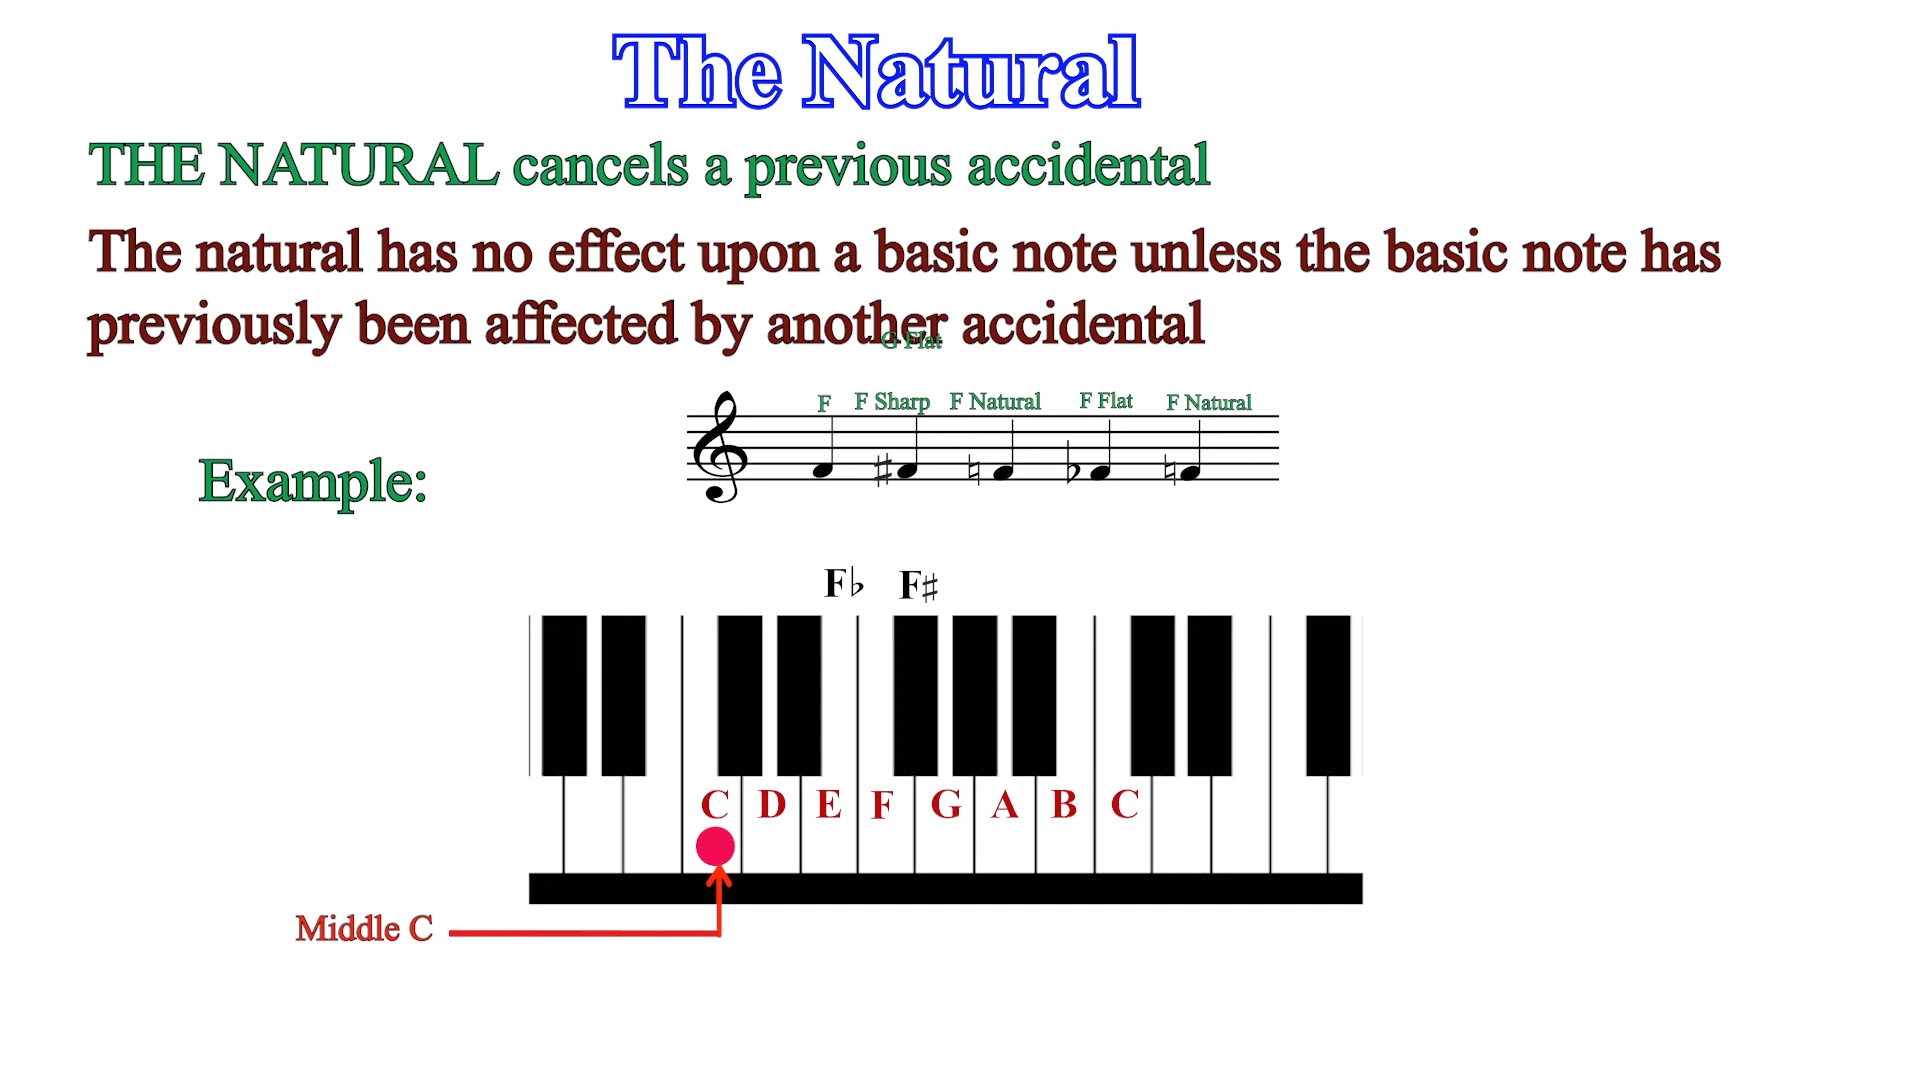 The Natural
THE NATURAL cancels a previous accidental
The natural has no effect upon a basic note unless the basic note has
previously been affected by another accidental
G Flat
F F Sharp F Natural F Flat F Natural
Example:
F♭ F♯
C D E F G A B C
Middle C